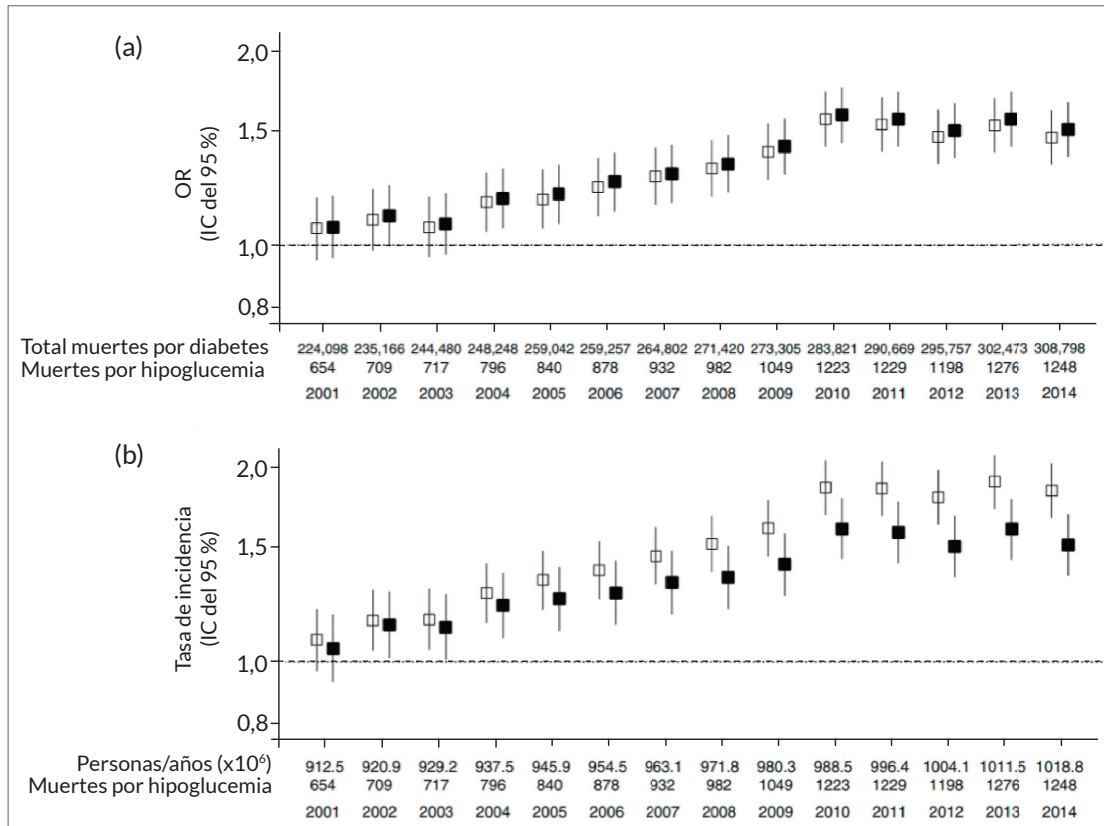 (a)
2,0
1,5
1,0
0,8
OR
(IC del 95 %)
Total muertes por diabetes 224,098 235,166 244,480 248,248 259,042 259,257 264,802 271,420 273,305 283,821 290,669 295,757 302,473 308,798
Muertes por hipoglucemia 654 709 717 796 840 878 932 982 1049 1223 1229 1198 1276 1248
2001 2002 2003 2004 2005 2006 2007 2008 2009 2010 2011 2012 2013 2014
(b)
2,0
1,5
1,0
0,8
Tasa de incidencia
(IC del 95 %)
Personas/años (x10⁶) 912.5 920.9 929.2 937.5 945.9 954.5 963.1 971.8 980.3 988.5 996.4 1004.1 1011.5 1018.8
Muertes por hipoglucemia 654 709 717 796 840 878 932 982 1049 1223 1229 1198 1276 1248
2001 2002 2003 2004 2005 2006 2007 2008 2009 2010 2011 2012 2013 2014